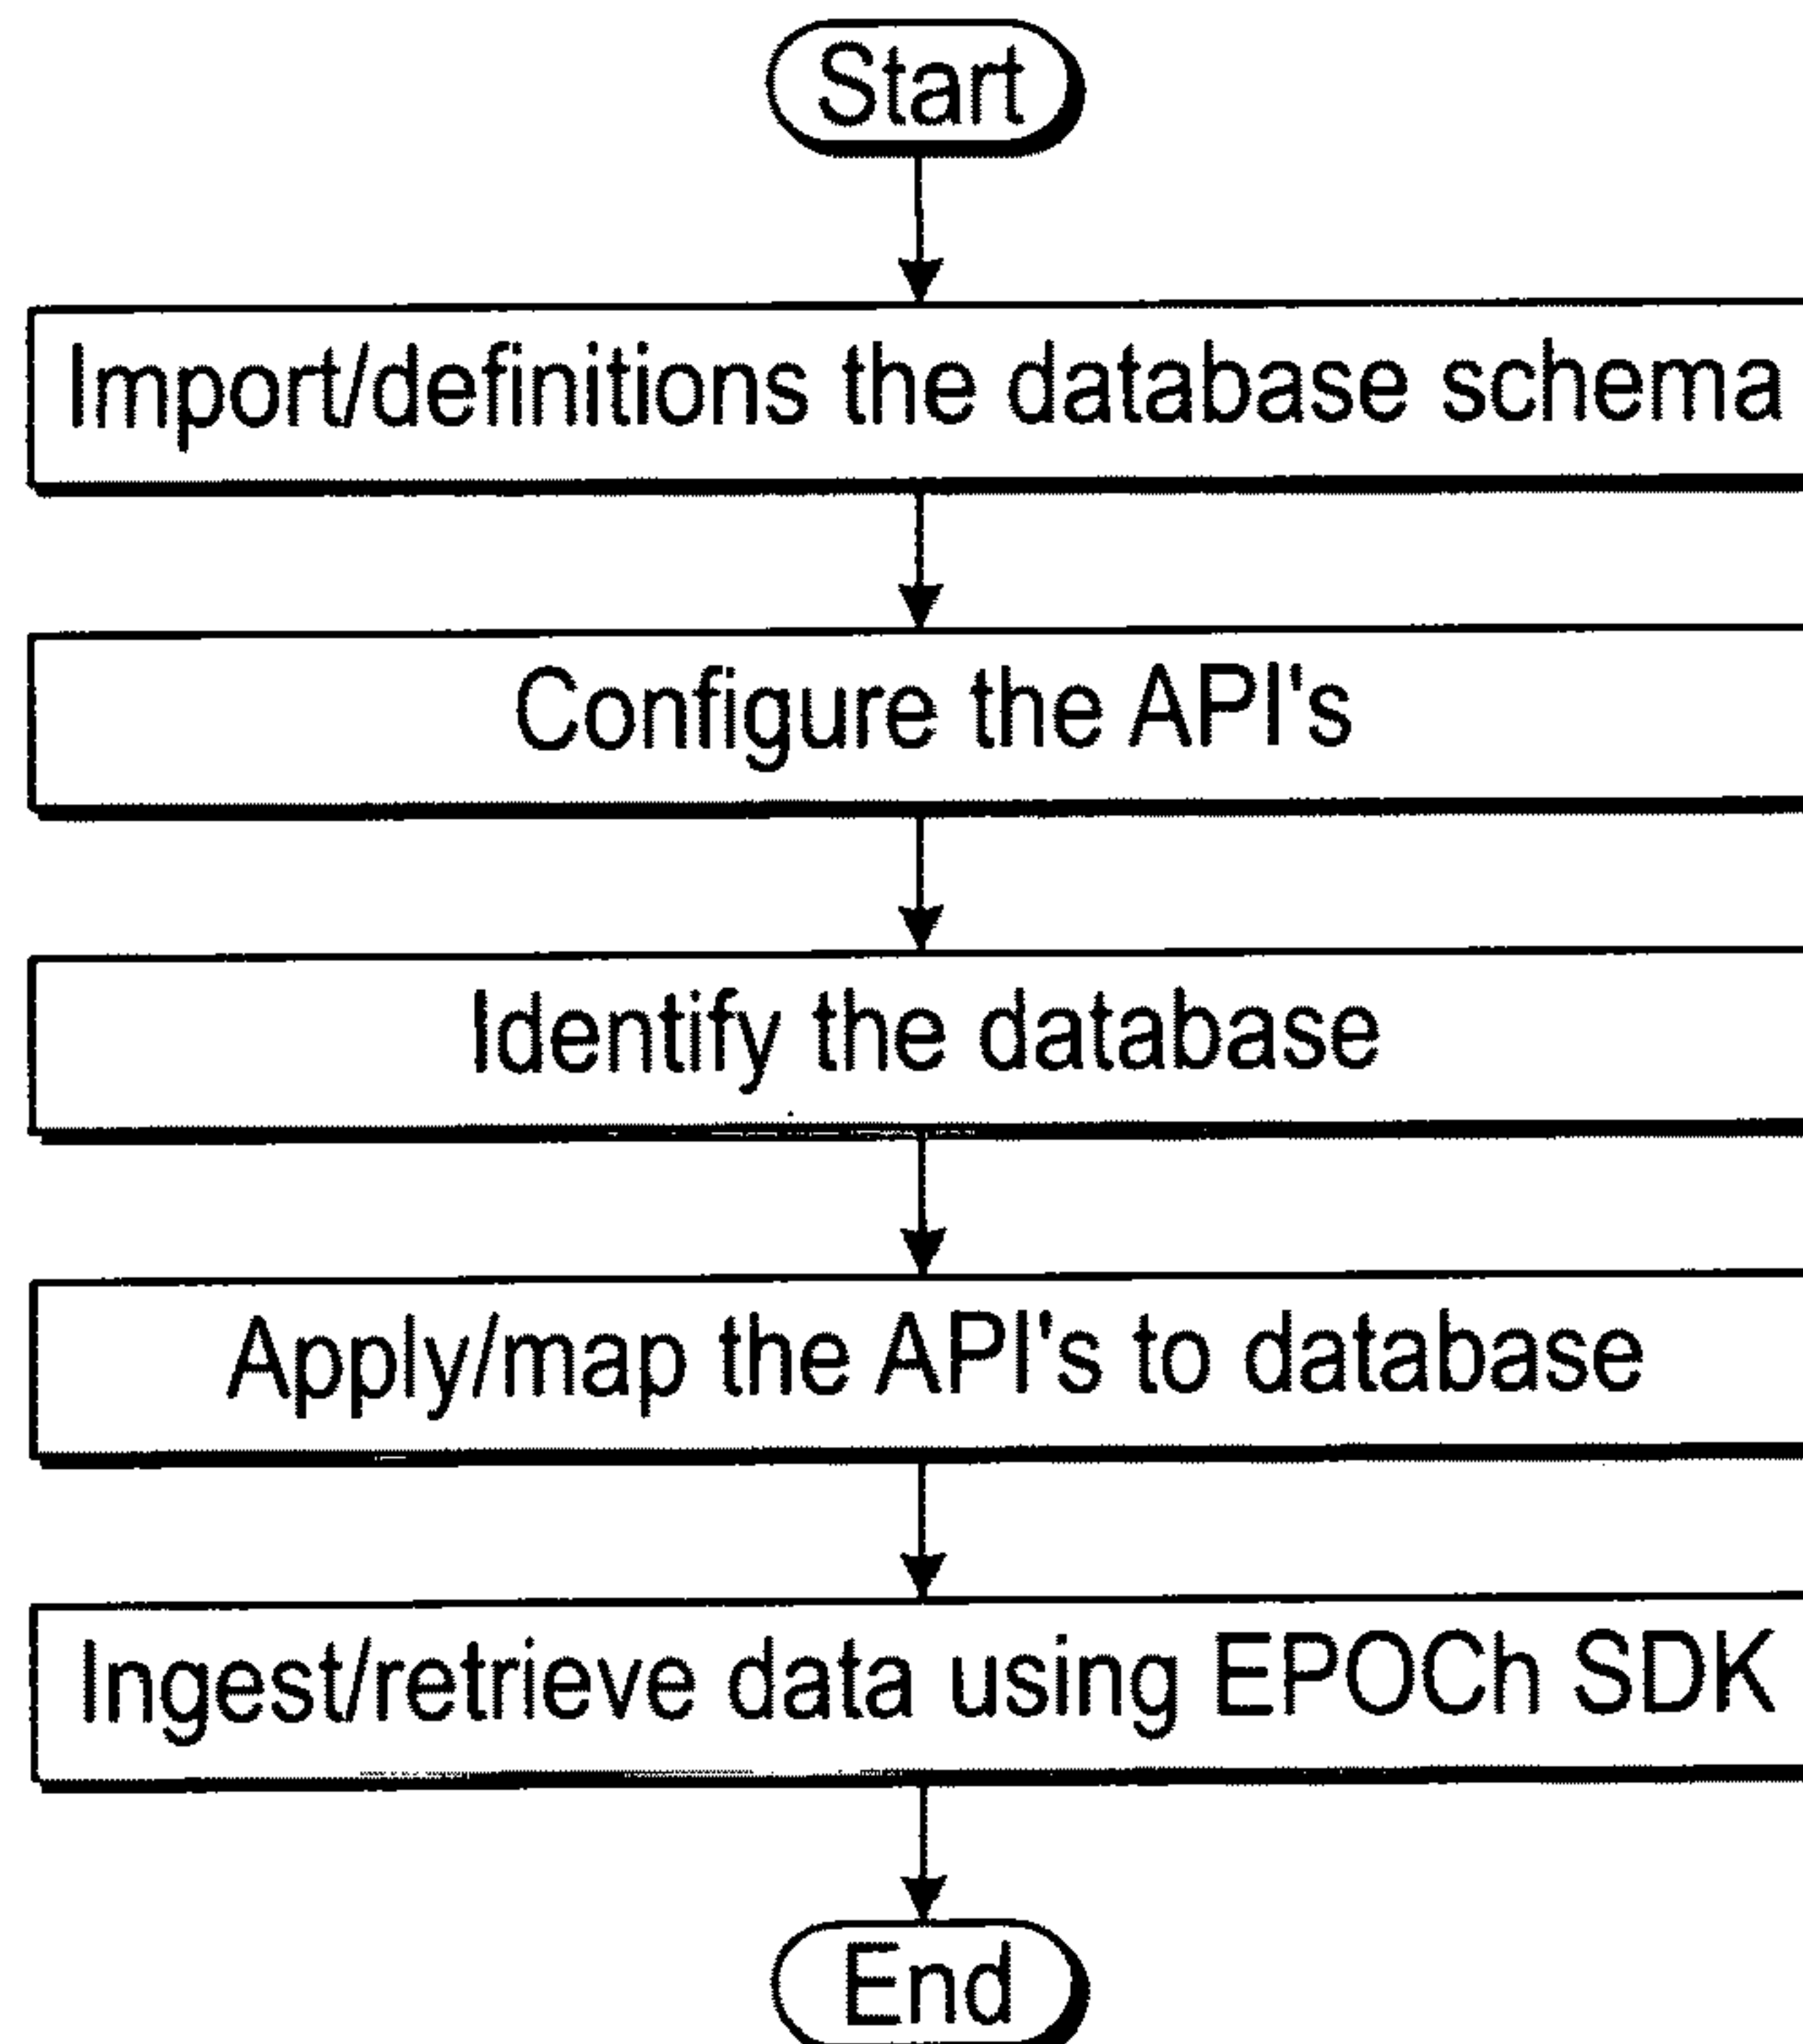 Start
Import/definitions the database schema
Configure the API's
Identify the database
Apply/map the API's to database
Ingest/retrieve data using EPOCh SDK
End